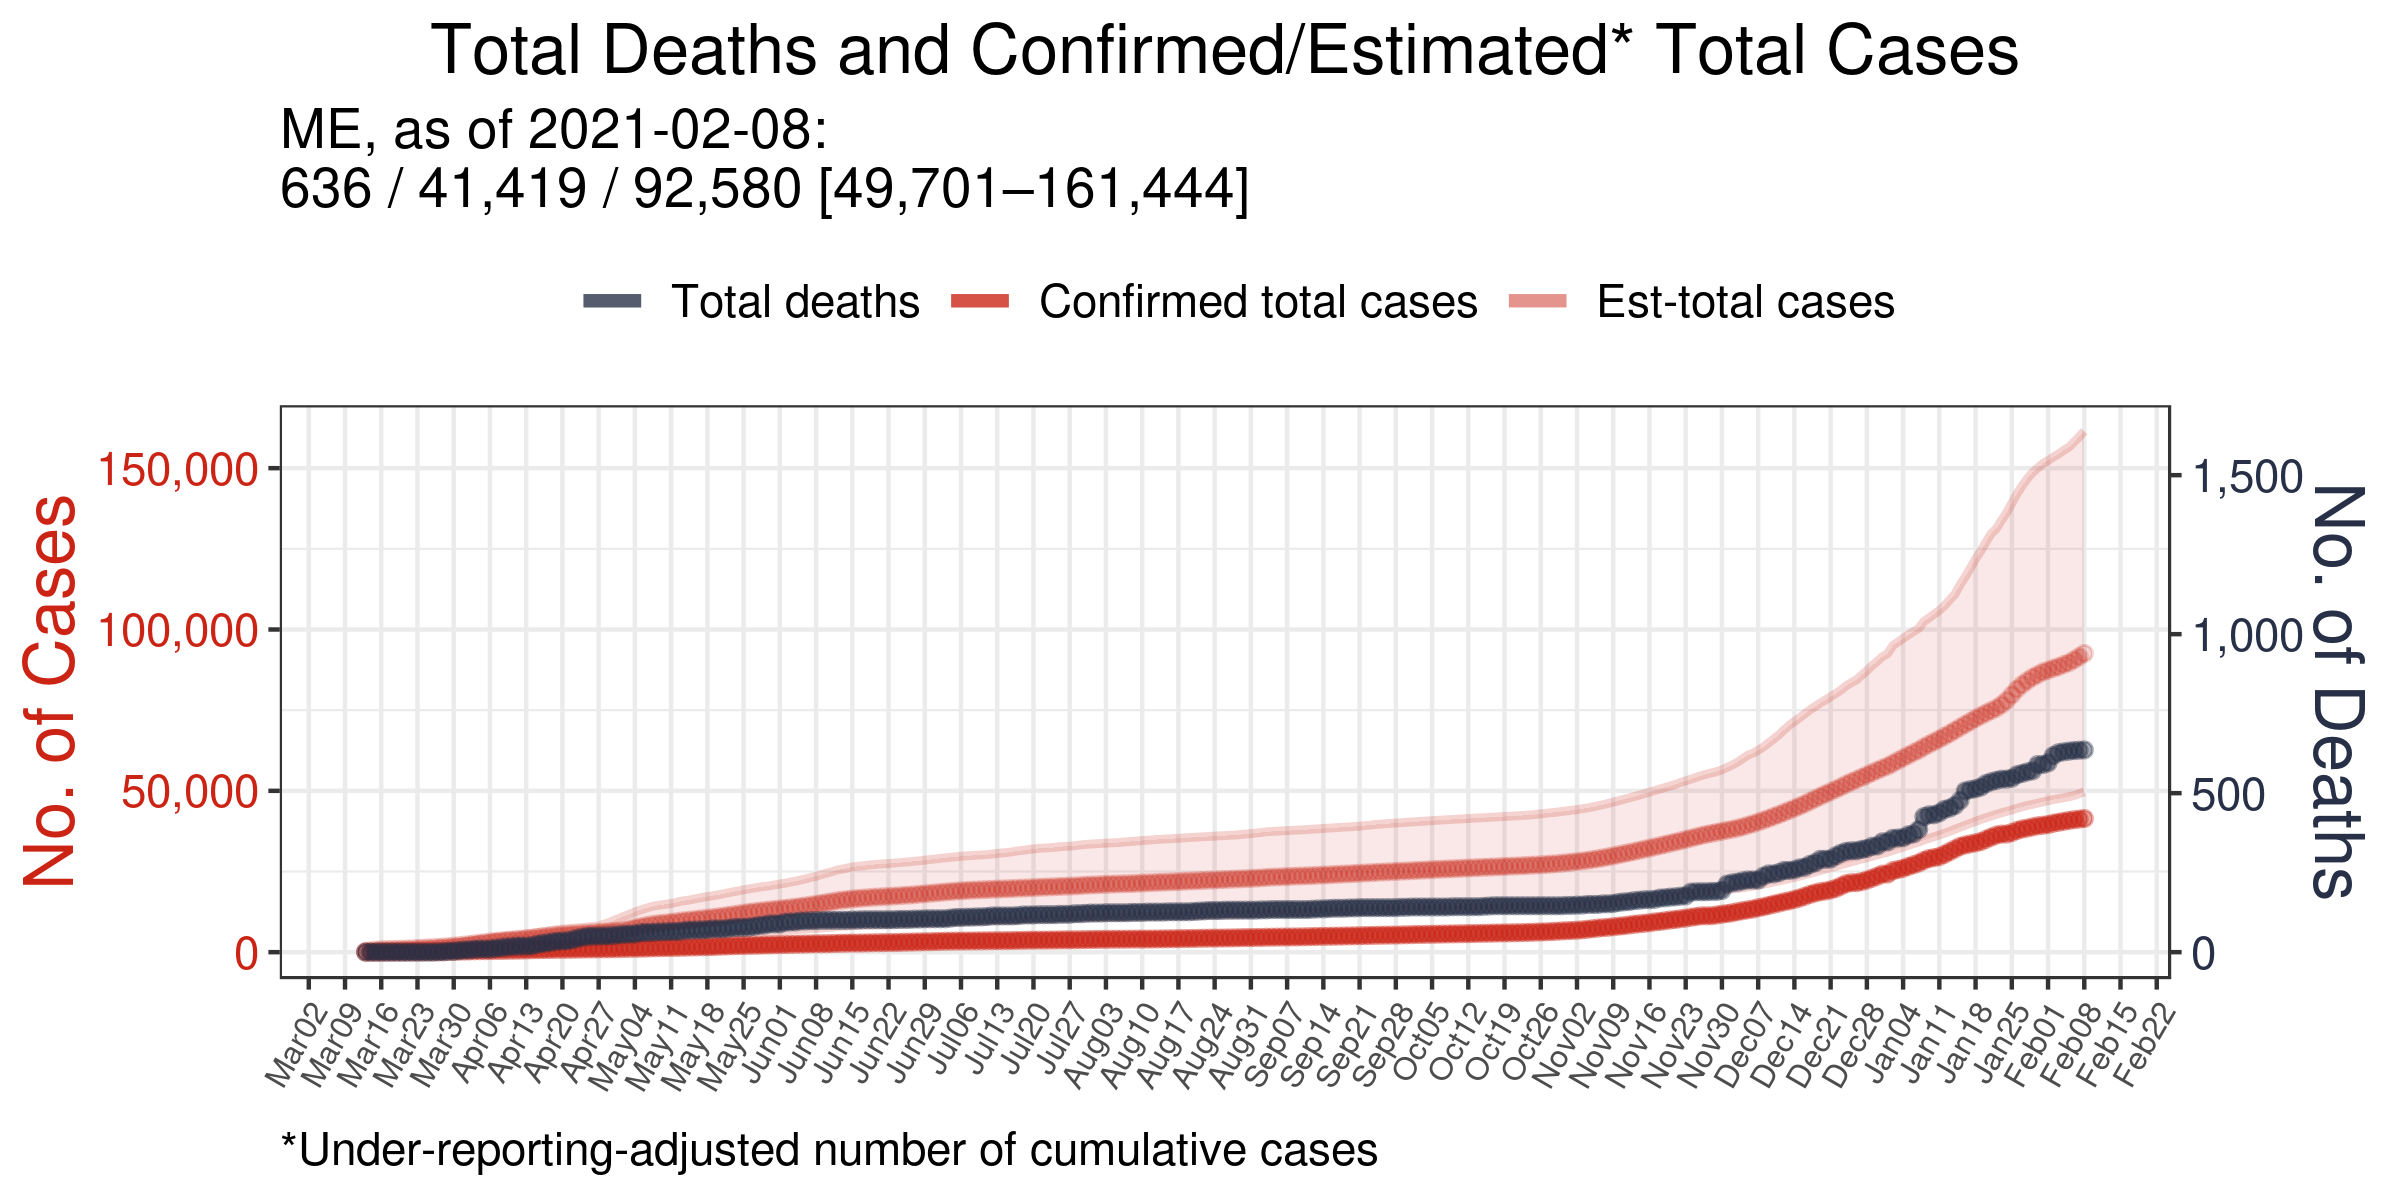 Total Deaths and Confirmed/Estimated* Total Cases
ME, as of 2021-02-08:
636 / 41,419 / 92,580 [49,701–161,444]
Total deaths
Confirmed total cases
Est-total cases
No. of Cases
150,000
100,000
50,000
0
1,500
1,000
500
0
No. of Deaths
Mar02
Mar09
Mar16
Mar23
Mar30
Apr06
Apr13
Apr20
Apr27
May04
May11
May18
May25
Jun01
Jun08
Jun15
Jun22
Jun29
Jul06
Jul13
Jul20
Jul27
Aug03
Aug10
Aug17
Aug24
Aug31
Sep07
Sep14
Sep21
Sep28
Oct05
Oct12
Oct19
Oct26
Nov02
Nov09
Nov16
Nov23
Nov30
Dec07
Dec14
Dec21
Dec28
Jan04
Jan11
Jan18
Jan25
Feb01
Feb08
Feb15
Feb22
*Under-reporting-adjusted number of cumulative cases